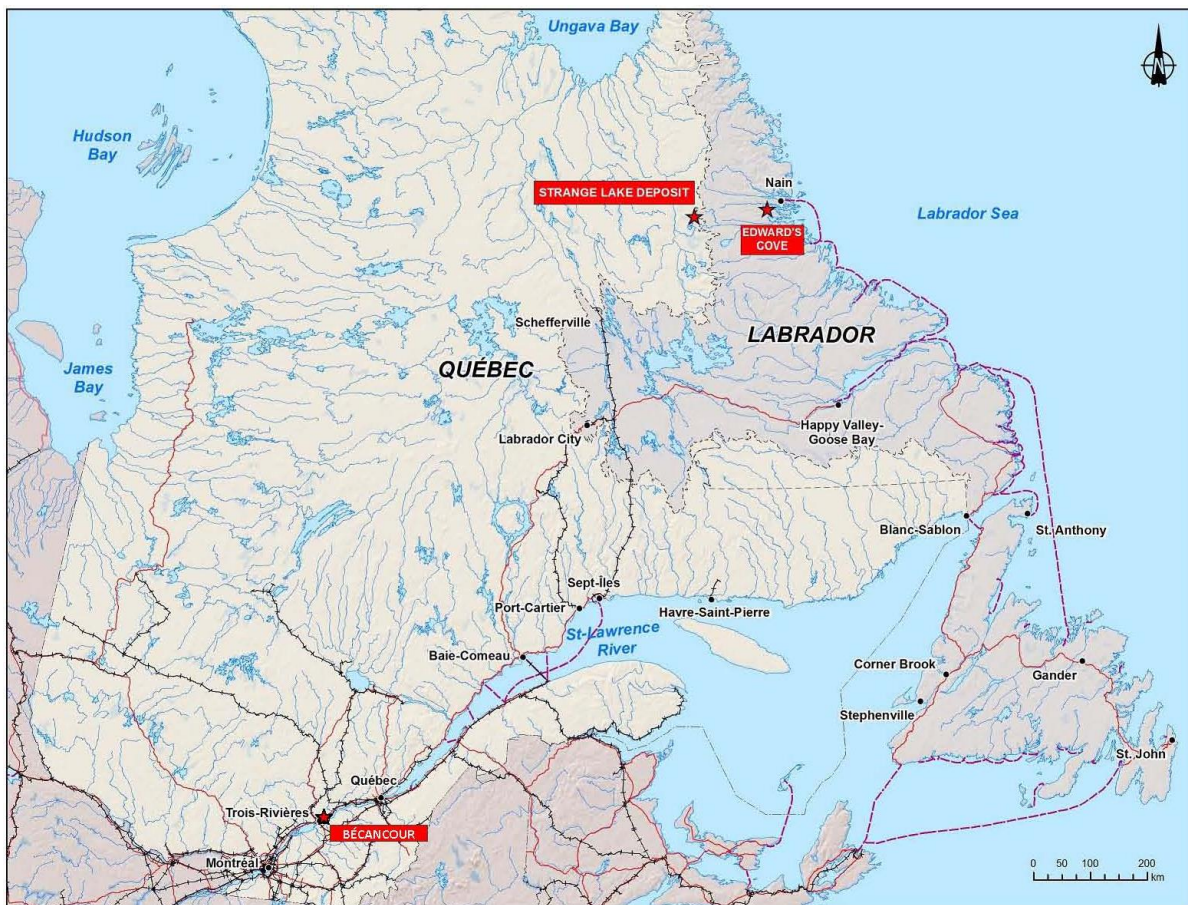 Ungava Bay
N
Hudson
Bay
STRANGE LAKE DEPOSIT
Nain
EDWARD'S
COVE
Labrador Sea
Schefferville
LABRADOR
QUÉBEC
James
Bay
Happy Valley-
Goose Bay
Labrador City
Blanc-Sablon
St. Anthony
Sept-Îles
Port-Cartier
Havre-Saint-Pierre
St-Lawrence
River
Baie-Comeau
Corner Brook
Gander
Stephenville
St. John
Québec
Trois-Rivières
BÉCANCOUR
Montréal
0 50 100 200
km